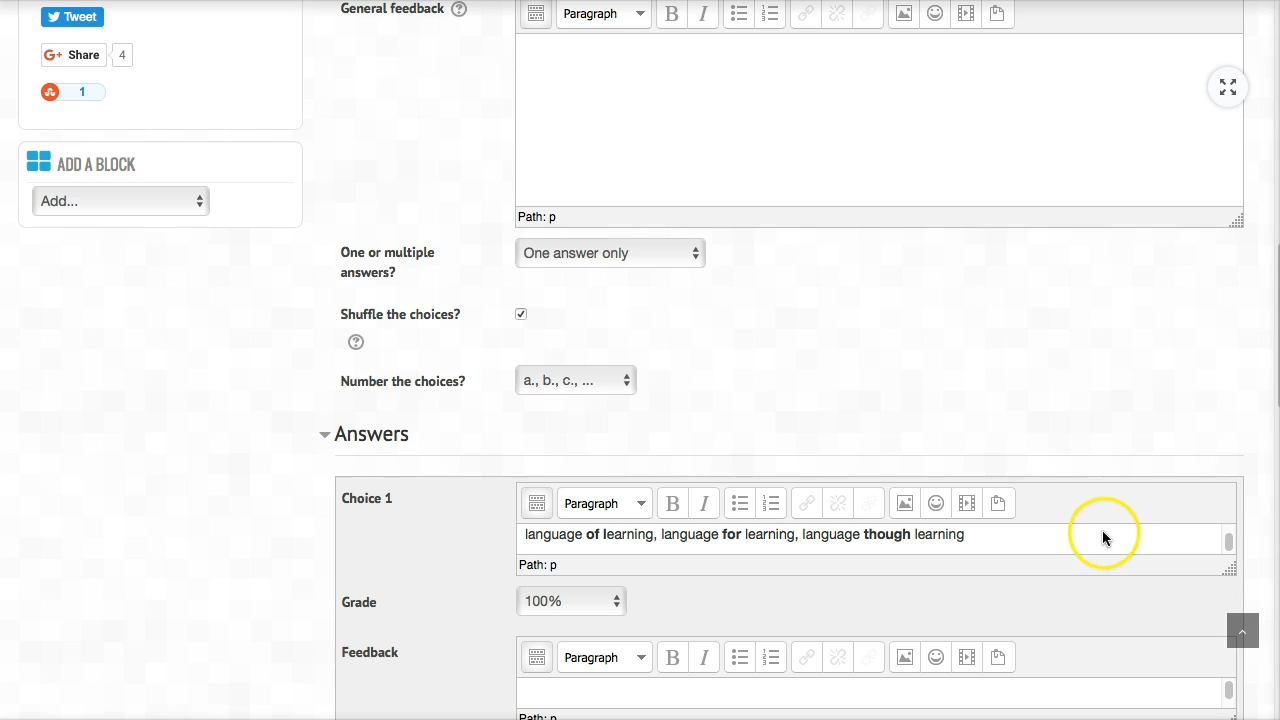 Tweet
G+ Share 4
1
ADD A BLOCK
Add...
General feedback ?
Paragraph B I
Path: p
One or multiple
answers?
One answer only
Shuffle the choices?
?
Number the choices?
a., b., c., ...
Answers
Choice 1
Paragraph B I
language of learning, language for learning, language though learning
Path: p
Grade
100%
Feedback
Paragraph B I
Path: p